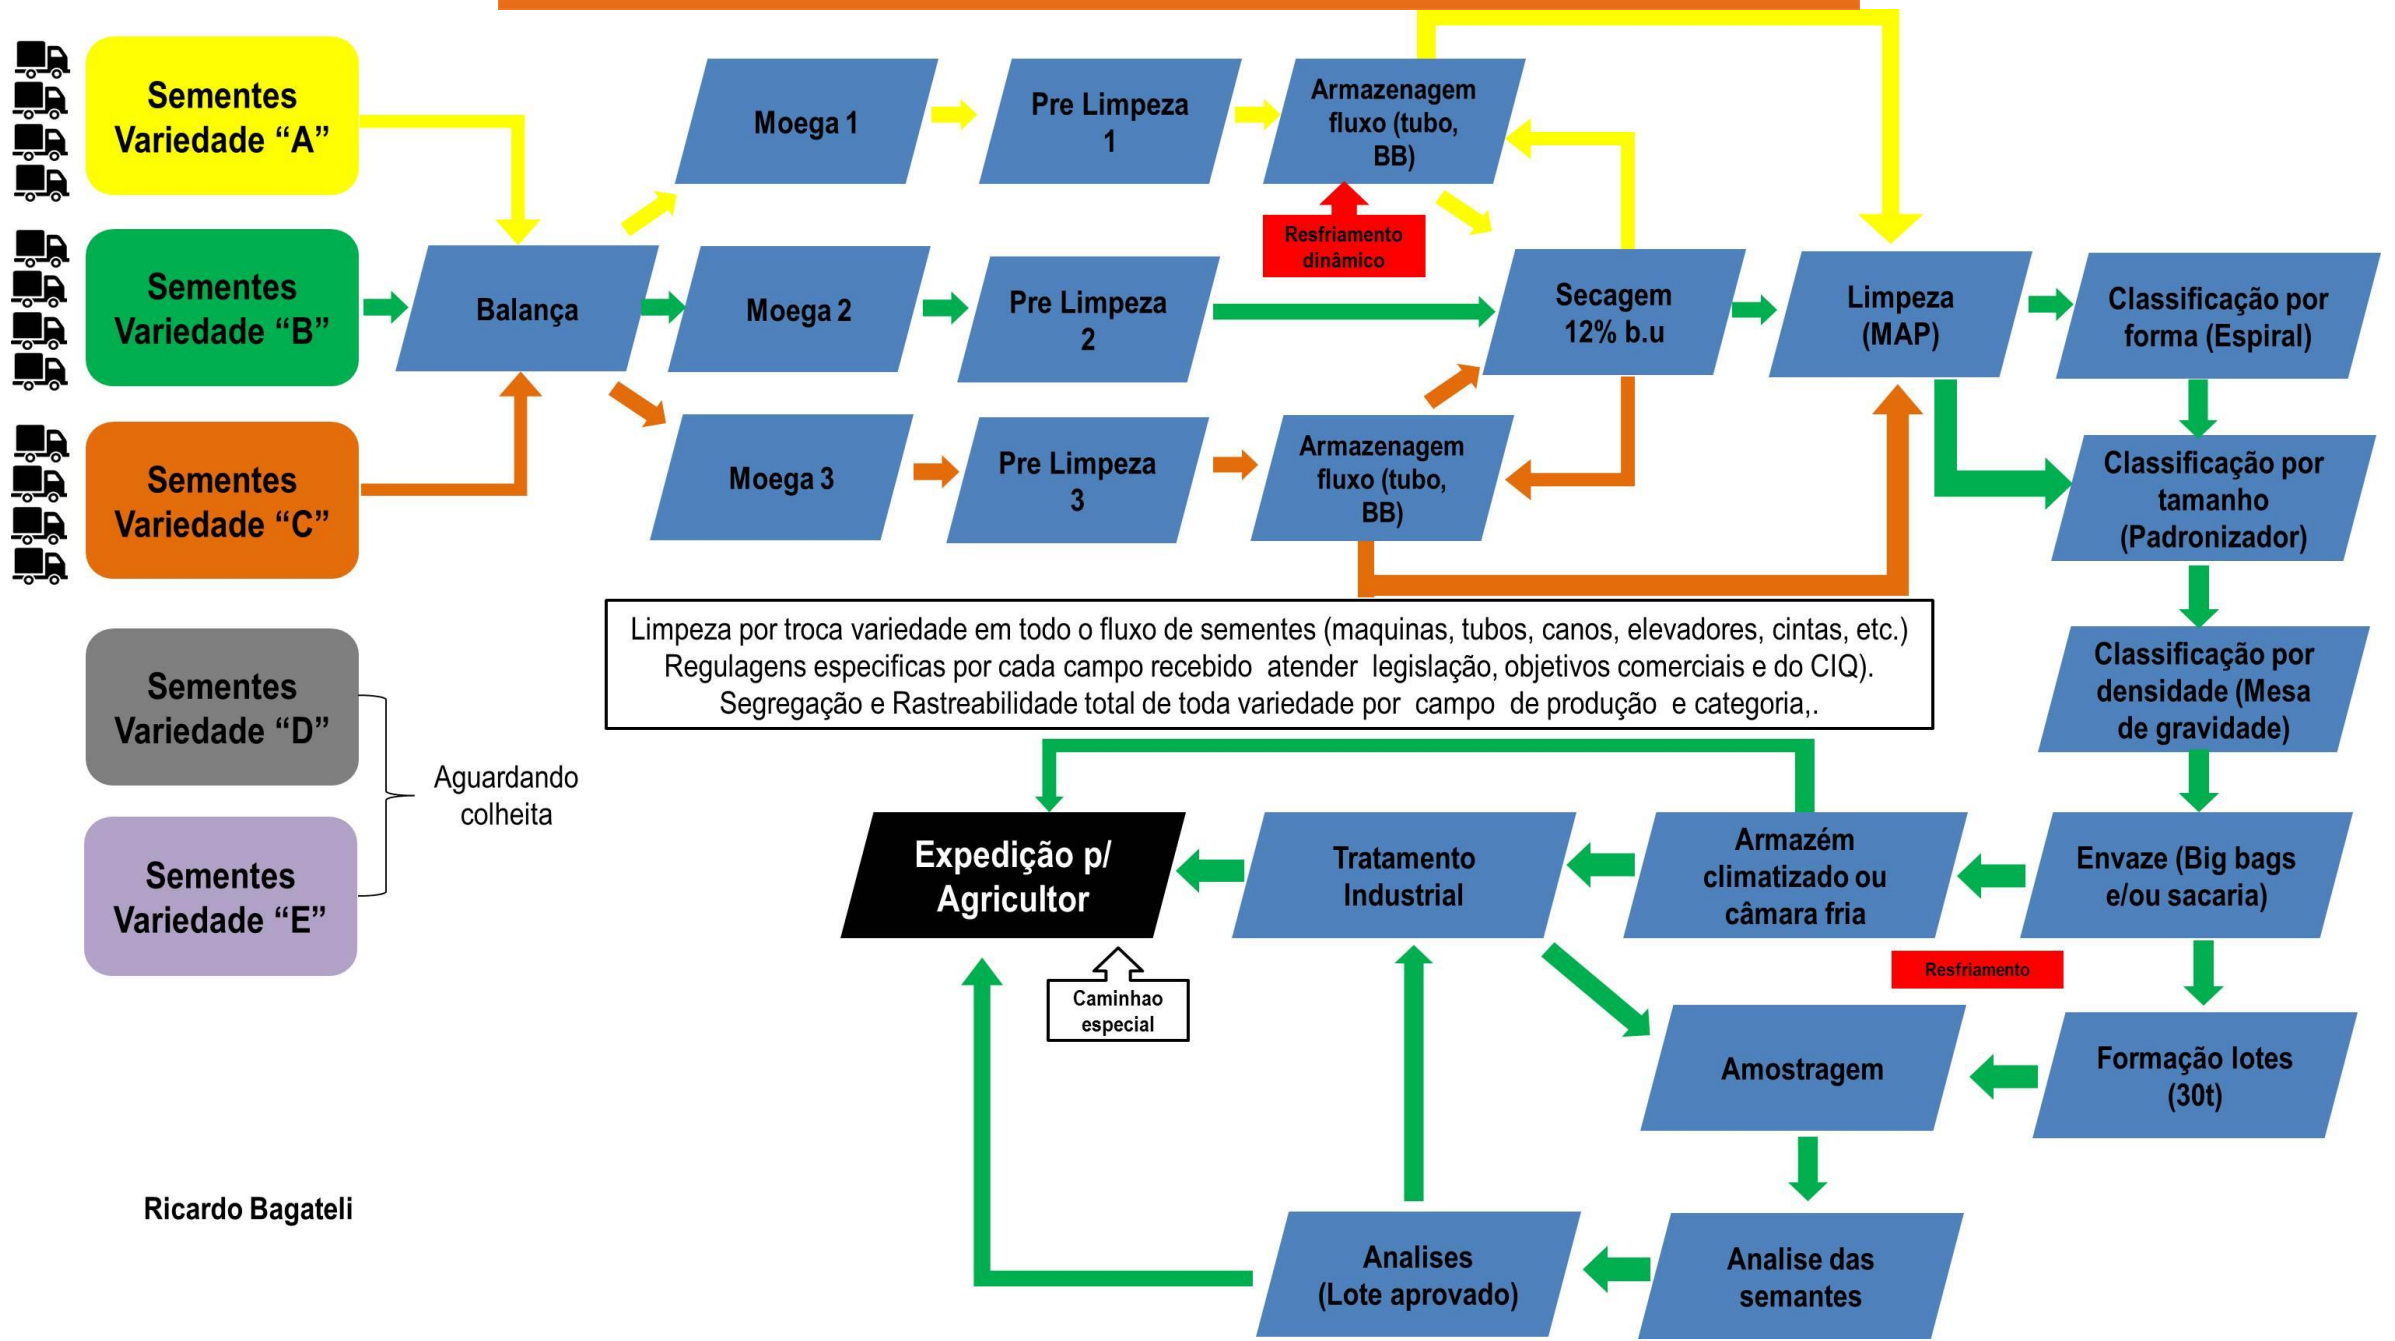 Sementes
Variedade “A”
Sementes
Variedade “B”
Sementes
Variedade “C”
Sementes
Variedade “D”
Sementes
Variedade “E”
Aguardando
colheita
Balança
Moega 1
Pre Limpeza
1
Armazenagem
fluxo (tubo,
BB)
Resfriamento
dinâmico
Moega 2
Pre Limpeza
2
Secagem
12% b.u
Limpeza
(MAP)
Classificação por
forma (Espiral)
Moega 3
Pre Limpeza
3
Armazenagem
fluxo (tubo,
BB)
Classificação por
tamanho
(Padronizador)
Limpeza por troca variedade em todo o fluxo de sementes (maquinas, tubos, canos, elevadores, cintas, etc.)
Regulagens especificas por cada campo recebido atender legislação, objetivos comerciais e do CIQ).
Segregação e Rastreabilidade total de toda variedade por campo de produção e categoria,.
Classificação por
densidade (Mesa
de gravidade)
Expedição p/
Agricultor
Tratamento
Industrial
Armazém
climatizado ou
câmara fria
Envaze (Big bags
e/ou sacaria)
Resfriamento
Caminhao
especial
Amostragem
Formação lotes
(30t)
Analises
(Lote aprovado)
Analise das
semantes
Ricardo Bagateli